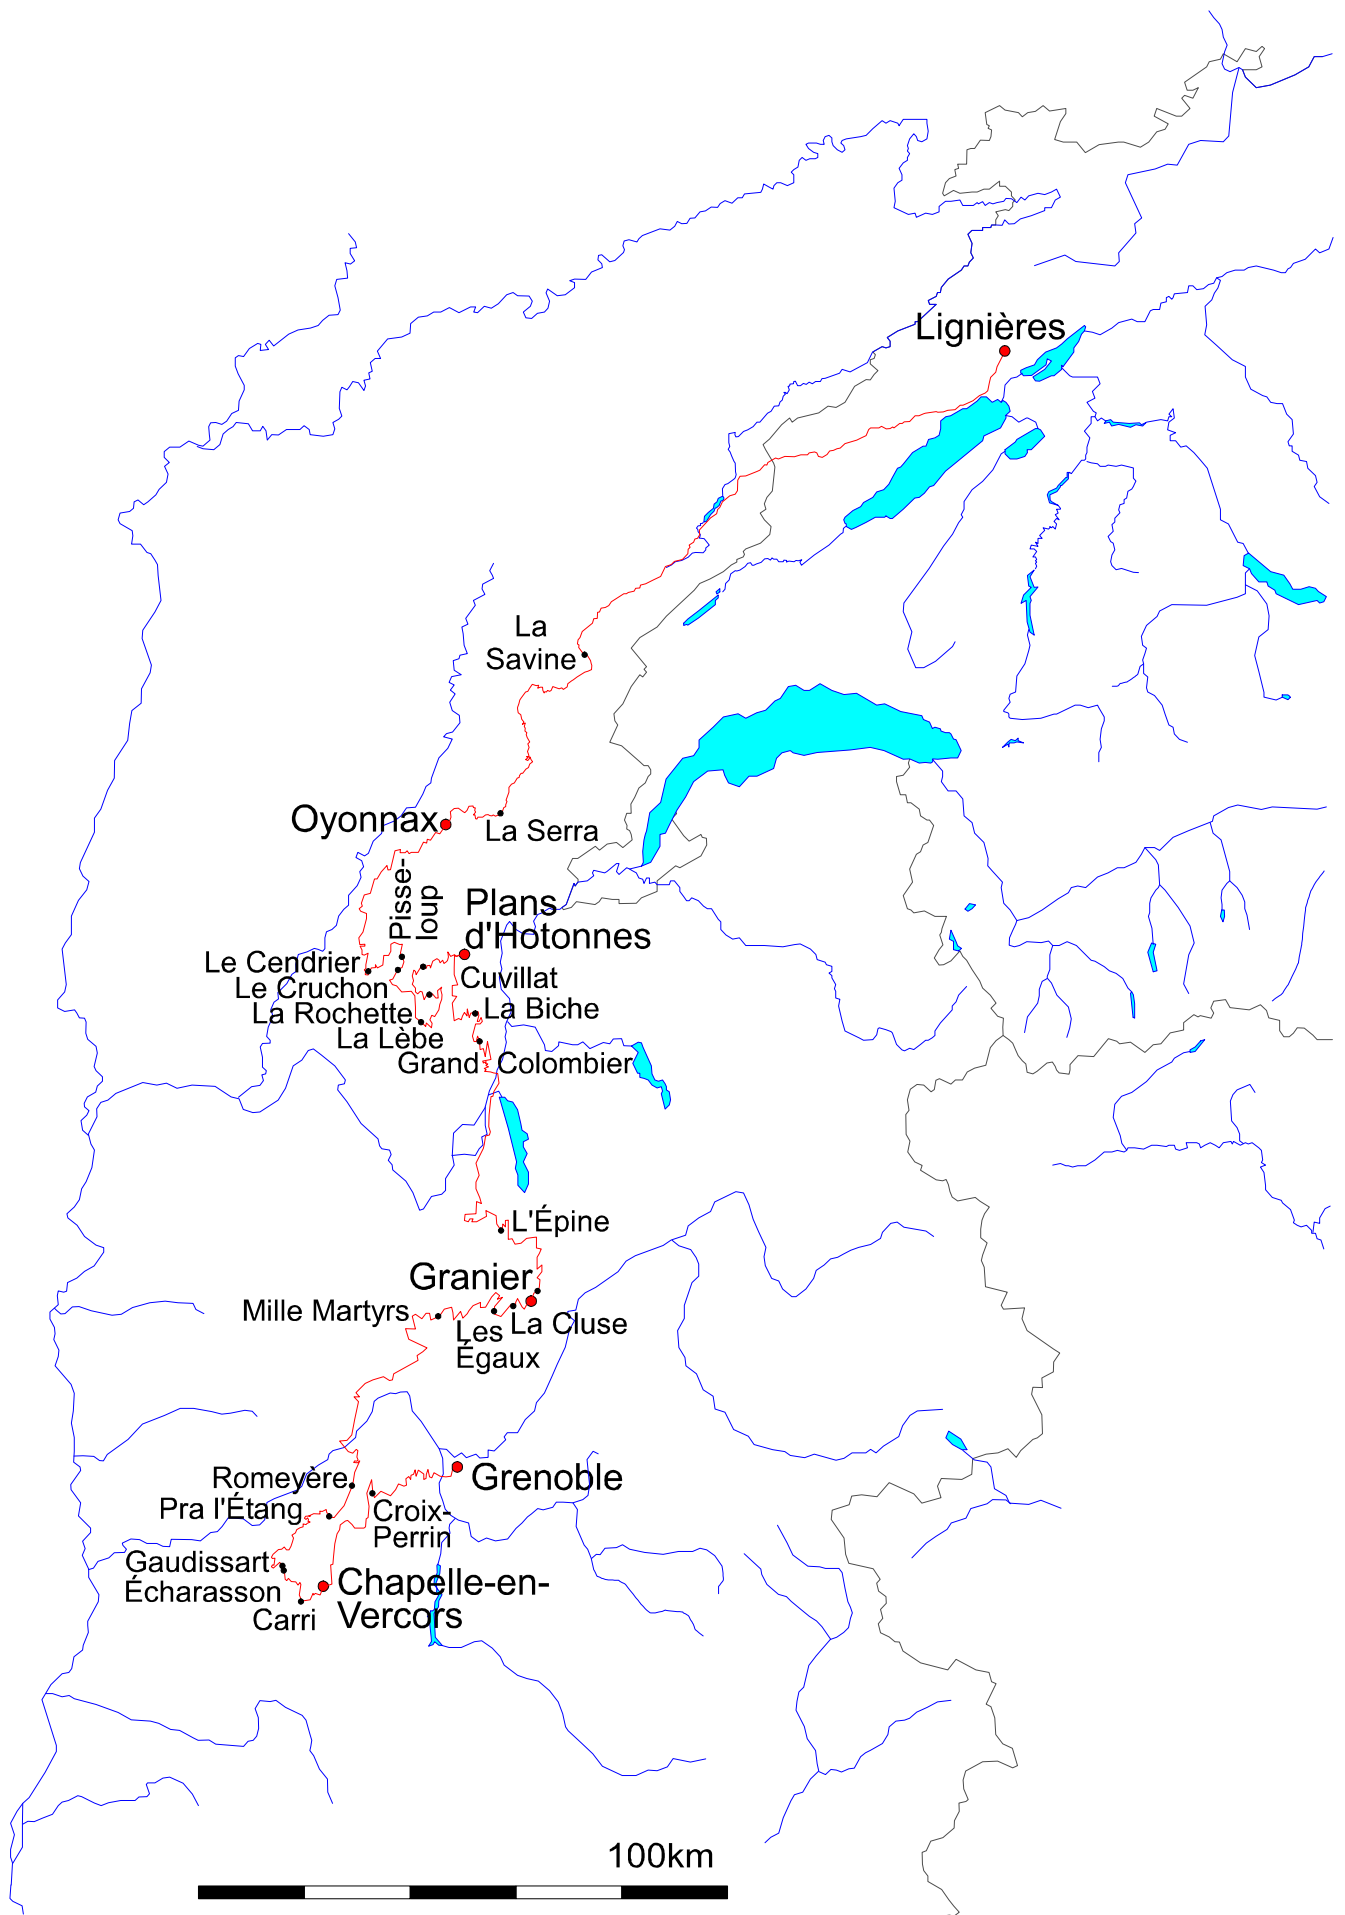 Lignières
La
Savine
Oyonnax
La Serra
Pisse-
loup
Plans
d'Hotonnes
Le Cendrier
Cuvillat
Le Cruchon
La Rochette
La Biche
La Lèbe
Grand Colombier
L'Épine
Granier
Mille Martyrs
La Cluse
Les
Égaux
Romeyère
Grenoble
Pra l'Étang
Croix-
Perrin
Gaudissart
Écharasson
Chapelle-en-
Vercors
Carri
100km